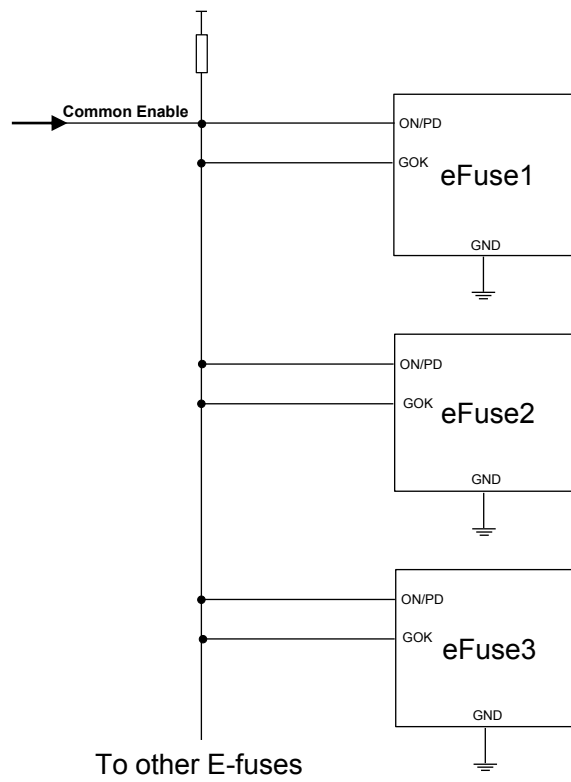 Common Enable
ON/PD
GOK
eFuse1
GND
ON/PD
GOK
eFuse2
GND
ON/PD
GOK
eFuse3
GND
To other E-fuses